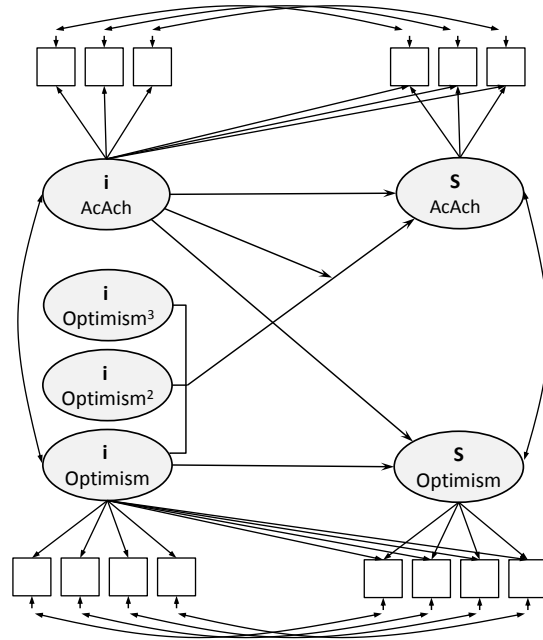 i
AcAch
S
AcAch
i
Optimism³
i
Optimism²
i
Optimism
S
Optimism